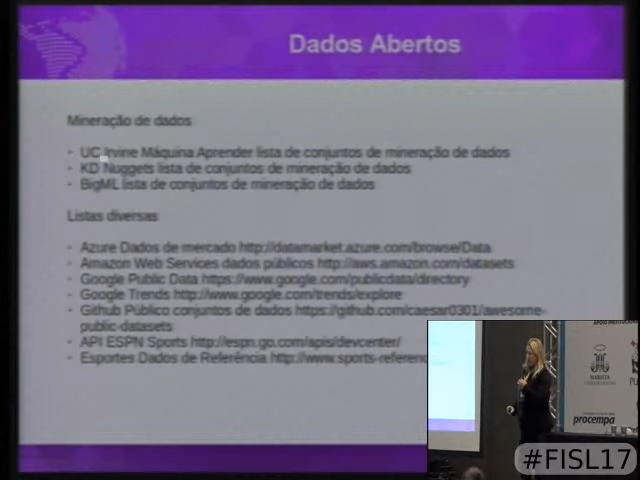 Dados Abertos
Mineração de dados
• UC Irvine Máquina Aprender lista de conjuntos de mineração de dados
• KD Nuggets lista de conjuntos de mineração de dados
• BigML lista de conjuntos de mineração de dados
Listas diversas
• Azure Dados de mercado http://datamarket.azure.com/browse/Data
• Amazon Web Services dados públicos http://aws.amazon.com/datasets
• Google Public Data https://www.google.com/publicdata/directory
• Google Trends http://www.google.com/trends/explore
• Github Público conjuntos de dados https://github.com/caesar0301/awesome-
public-datasets
• API ESPN Sports http://espn.go.com/apis/devcenter/
• Esportes Dados de Referência http://www.sports-referenc
MARISTA
procempa
#FISL17